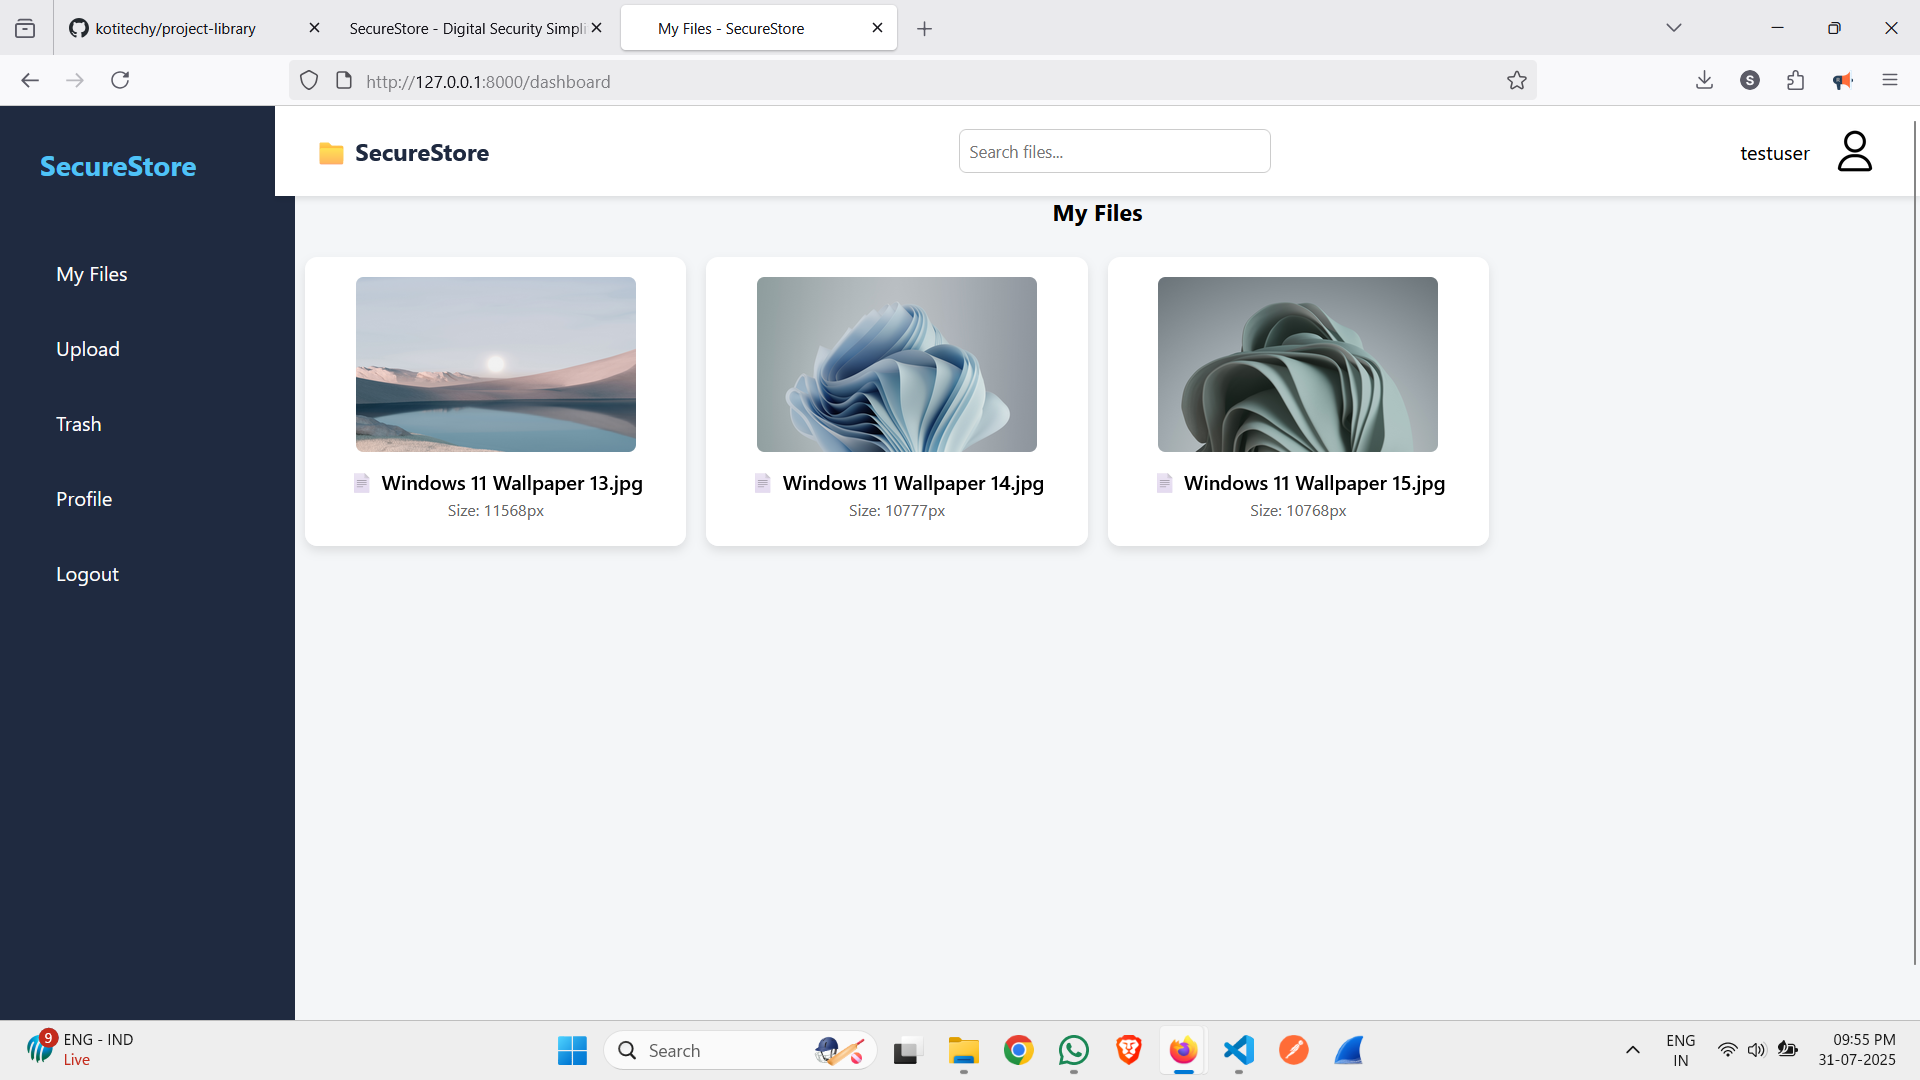 kotitechy/project-library
SecureStore - Digital Security Simpli
My Files - SecureStore
http://127.0.0.1:8000/dashboard
S
SecureStore
SecureStore
Search files...
testuser
My Files
My Files
Upload
Trash
Profile
Logout
Windows 11 Wallpaper 13.jpg
Size: 11568px
Windows 11 Wallpaper 14.jpg
Size: 10777px
Windows 11 Wallpaper 15.jpg
Size: 10768px
9
ENG - IND
Live
Search
ENG
IN
09:55 PM
31-07-2025